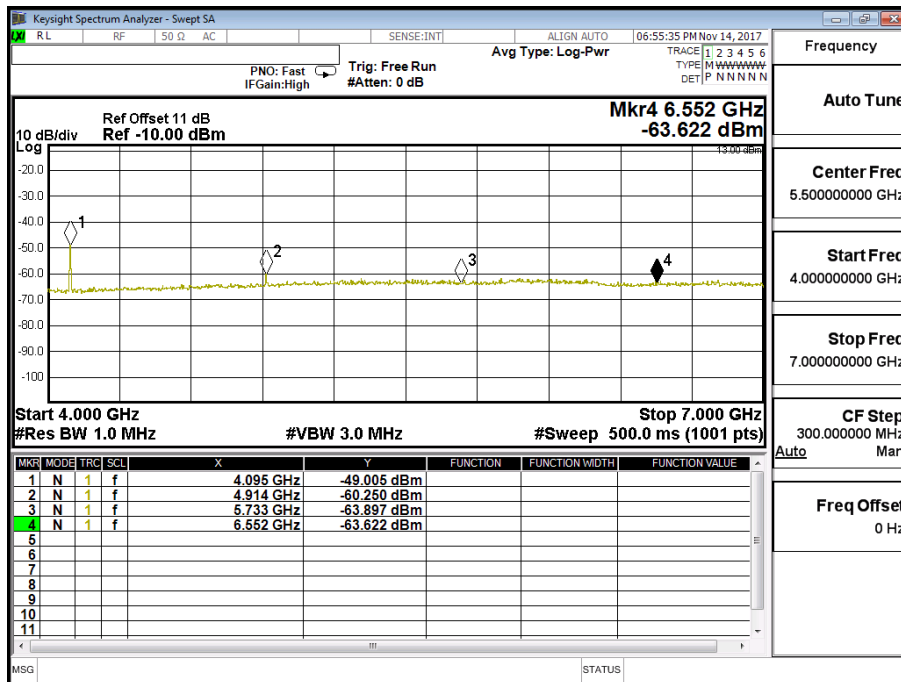 Keysight Spectrum Analyzer - Swept SA
LXI RL RF 50 Ω AC SENSE:INT ALIGN AUTO 06:55:35 PM Nov 14, 2017
Avg Type: Log-Pwr TRACE 1 2 3 4 5 6
PNO: Fast Trig: Free Run TYPE M W W W W W
IFGain:High #Atten: 0 dB DET P N N N N N
Mkr4 6.552 GHz
Ref Offset 11 dB
10 dB/div Ref -10.00 dBm -63.622 dBm
Log
-13.00 dBm
-20.0
-30.0
-40.0
1
-50.0
2
3
4
-60.0
-70.0
-80.0
-90.0
-100
Start 4.000 GHz Stop 7.000 GHz
#Res BW 1.0 MHz #VBW 3.0 MHz #Sweep 500.0 ms (1001 pts)
MKR MODE TRC SCL X Y FUNCTION FUNCTION WIDTH FUNCTION VALUE
1 N 1 f 4.095 GHz -49.005 dBm
2 N 1 f 4.914 GHz -60.250 dBm
3 N 1 f 5.733 GHz -63.897 dBm
4 N 1 f 6.552 GHz -63.622 dBm
5
6
7
8
9
10
11
MSG STATUS
Frequency
Auto Tune
Center Freq
5.500000000 GHz
Start Freq
4.000000000 GHz
Stop Freq
7.000000000 GHz
CF Step
300.000000 MHz
Auto Man
Freq Offset
0 Hz